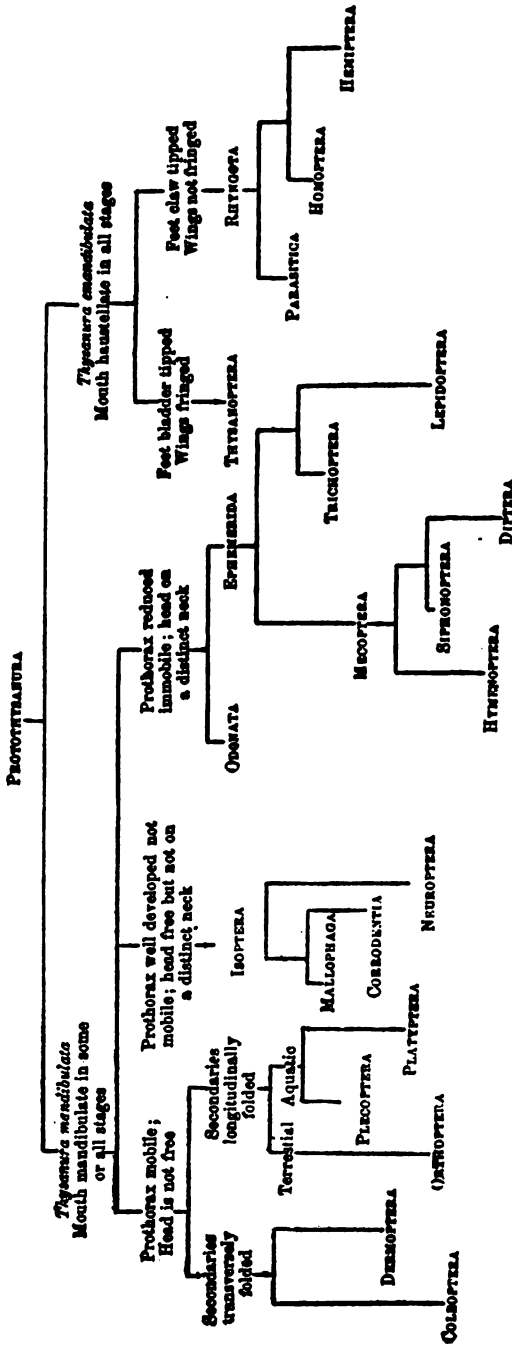 PROTOTHYSANURA
Thysanura mandibulata
Mouth mandibulate in some
or all stages
Thysanura emandibulata
Mouth haustellate in all stages
Prothorax mobile;
Head is not free
Prothorax well developed not
mobile; head free but not on
a distinct neck
Prothorax reduced
immobile; head on
a distinct neck
Feet bladder tipped
Wings fringed
Feet claw tipped
Wings not fringed
Secondaries
transversely
folded
Secondaries
longitudinally
folded
ISOPTERA
ODONATA
EPHEMERIDA
THYSANOPTERA
RHYNGOTA
Terrestial
Aquatic
MALLOPHAGA
CORRODENTIA
NEUROPTERA
MECOPTERA
TRICHOPTERA
LEPIDOPTERA
PARASITICA
HOMOPTERA
HEMIPTERA
DERMOPTERA
COLEOPTERA
ORTHOPTERA
PLECOPTERA
PLATYPTERA
HYMENOPTERA
SIPHONOPTERA
DIPTERA